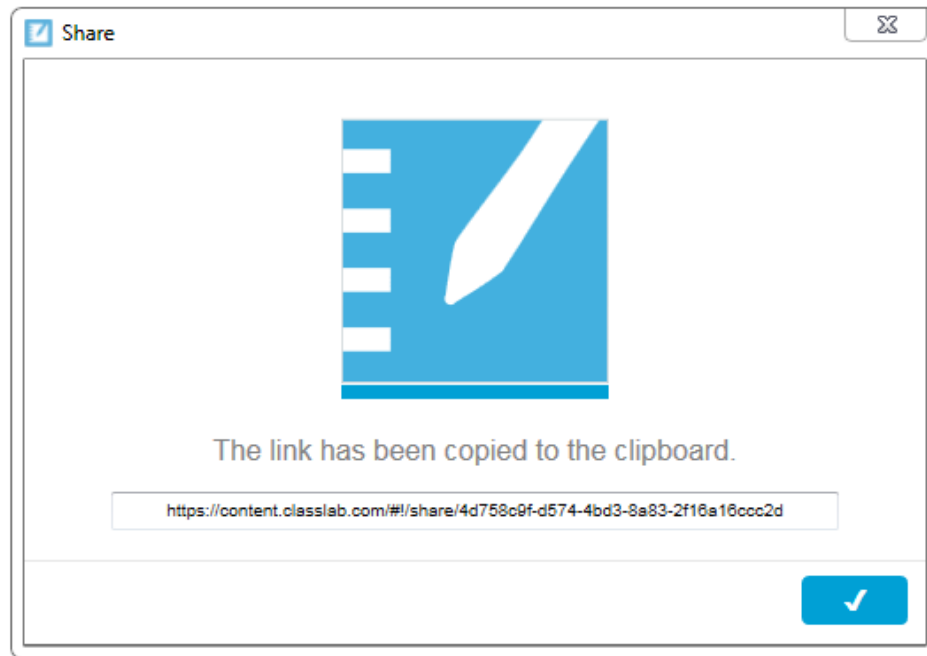 Share
The link has been copied to the clipboard.
https://content.classlab.com/#!/share/4d758c9f-d574-4bd3-8a83-2f16a16ccc2d